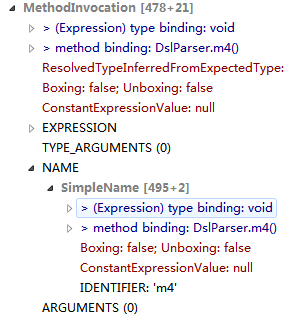 MethodInvocation [478+21]
> (Expression) type binding: void
> method binding: DslParser.m4()
ResolvedTypeInferredFromExpectedType:
Boxing: false; Unboxing: false
ConstantExpressionValue: null
EXPRESSION
TYPE_ARGUMENTS (0)
NAME
SimpleName [495+2]
> (Expression) type binding: void
> method binding: DslParser.m4()
Boxing: false; Unboxing: false
ConstantExpressionValue: null
IDENTIFIER: 'm4'
ARGUMENTS (0)